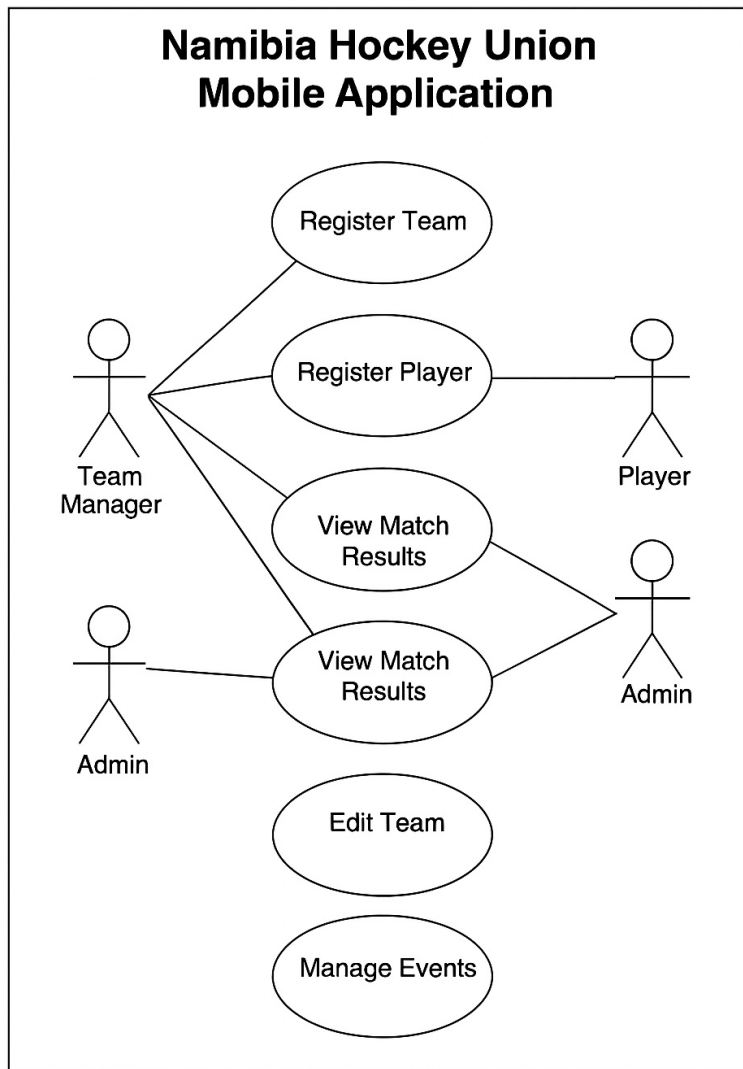 Namibia Hockey Union
Mobile Application
Register Team
Register Player
Team
Manager
Player
View Match
Results
View Match
Results
Admin
Admin
Edit Team
Manage Events